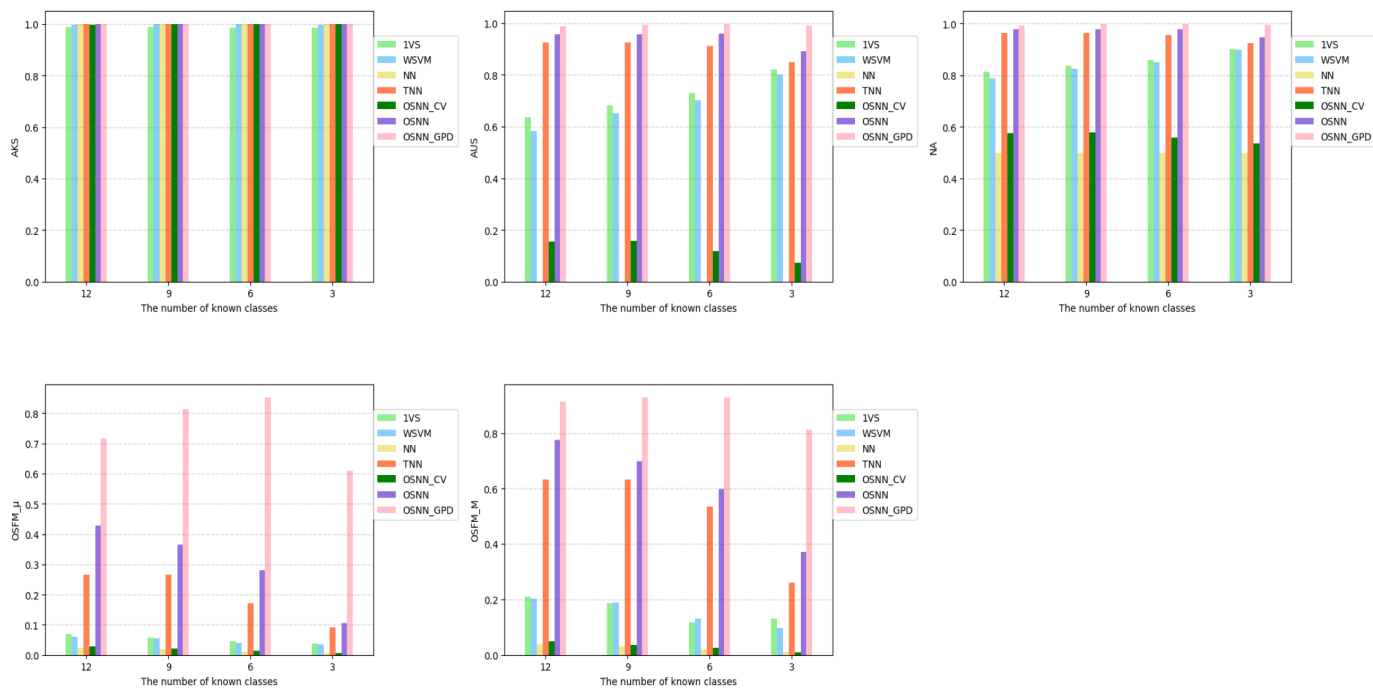 1.0
0.8
0.6
0.4
0.2
0.0
AKS
12
9
6
3
The number of known classes
1VS
WSVM
NN
TNN
OSNN_CV
OSNN
OSNN_GPD
1.0
0.8
0.6
0.4
0.2
0.0
AUS
12
9
6
3
The number of known classes
1VS
WSVM
NN
TNN
OSNN_CV
OSNN
OSNN_GPD
1.0
0.8
0.6
0.4
0.2
0.0
NA
12
9
6
3
The number of known classes
1VS
WSVM
NN
TNN
OSNN_CV
OSNN
OSNN_GPD
0.8
0.7
0.6
0.5
0.4
0.3
0.2
0.1
0.0
OSFM_μ
12
9
6
3
The number of known classes
1VS
WSVM
NN
TNN
OSNN_CV
OSNN
OSNN_GPD
0.8
0.6
0.4
0.2
0.0
OSFM_M
12
9
6
3
The number of known classes
1VS
WSVM
NN
TNN
OSNN_CV
OSNN
OSNN_GPD